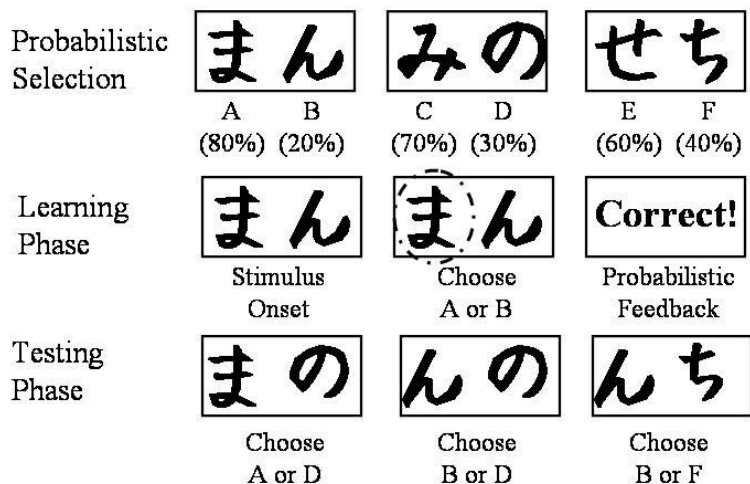 Probabilistic Selection
まん みの せち
A B C D E F
(80%) (20%) (70%) (30%) (60%) (40%)
Learning Phase
まん まん Correct!
Stimulus Onset
Choose A or B
Probabilistic Feedback
Testing Phase
まの んの んち
Choose A or D
Choose B or D
Choose B or F